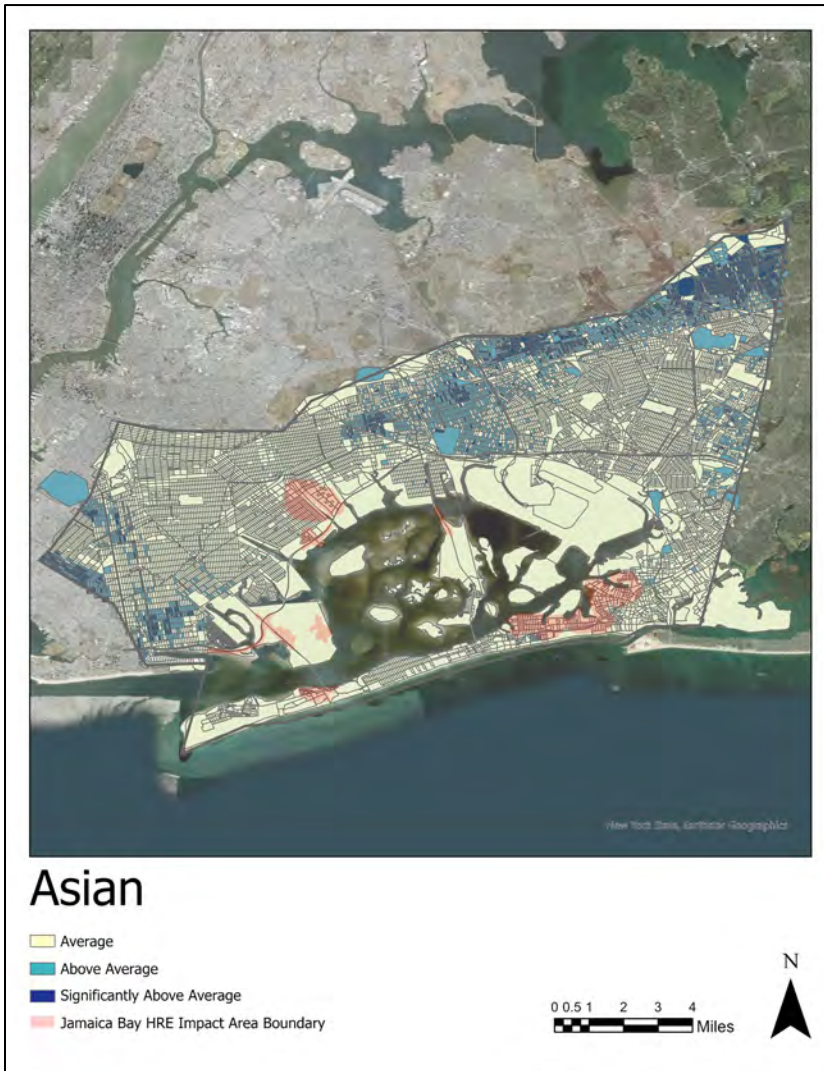 New York State, Earthstar Geographics
Asian
Average
Above Average
Significantly Above Average
Jamaica Bay HRE Impact Area Boundary
N
0 0.5 1 2 3 4
Miles